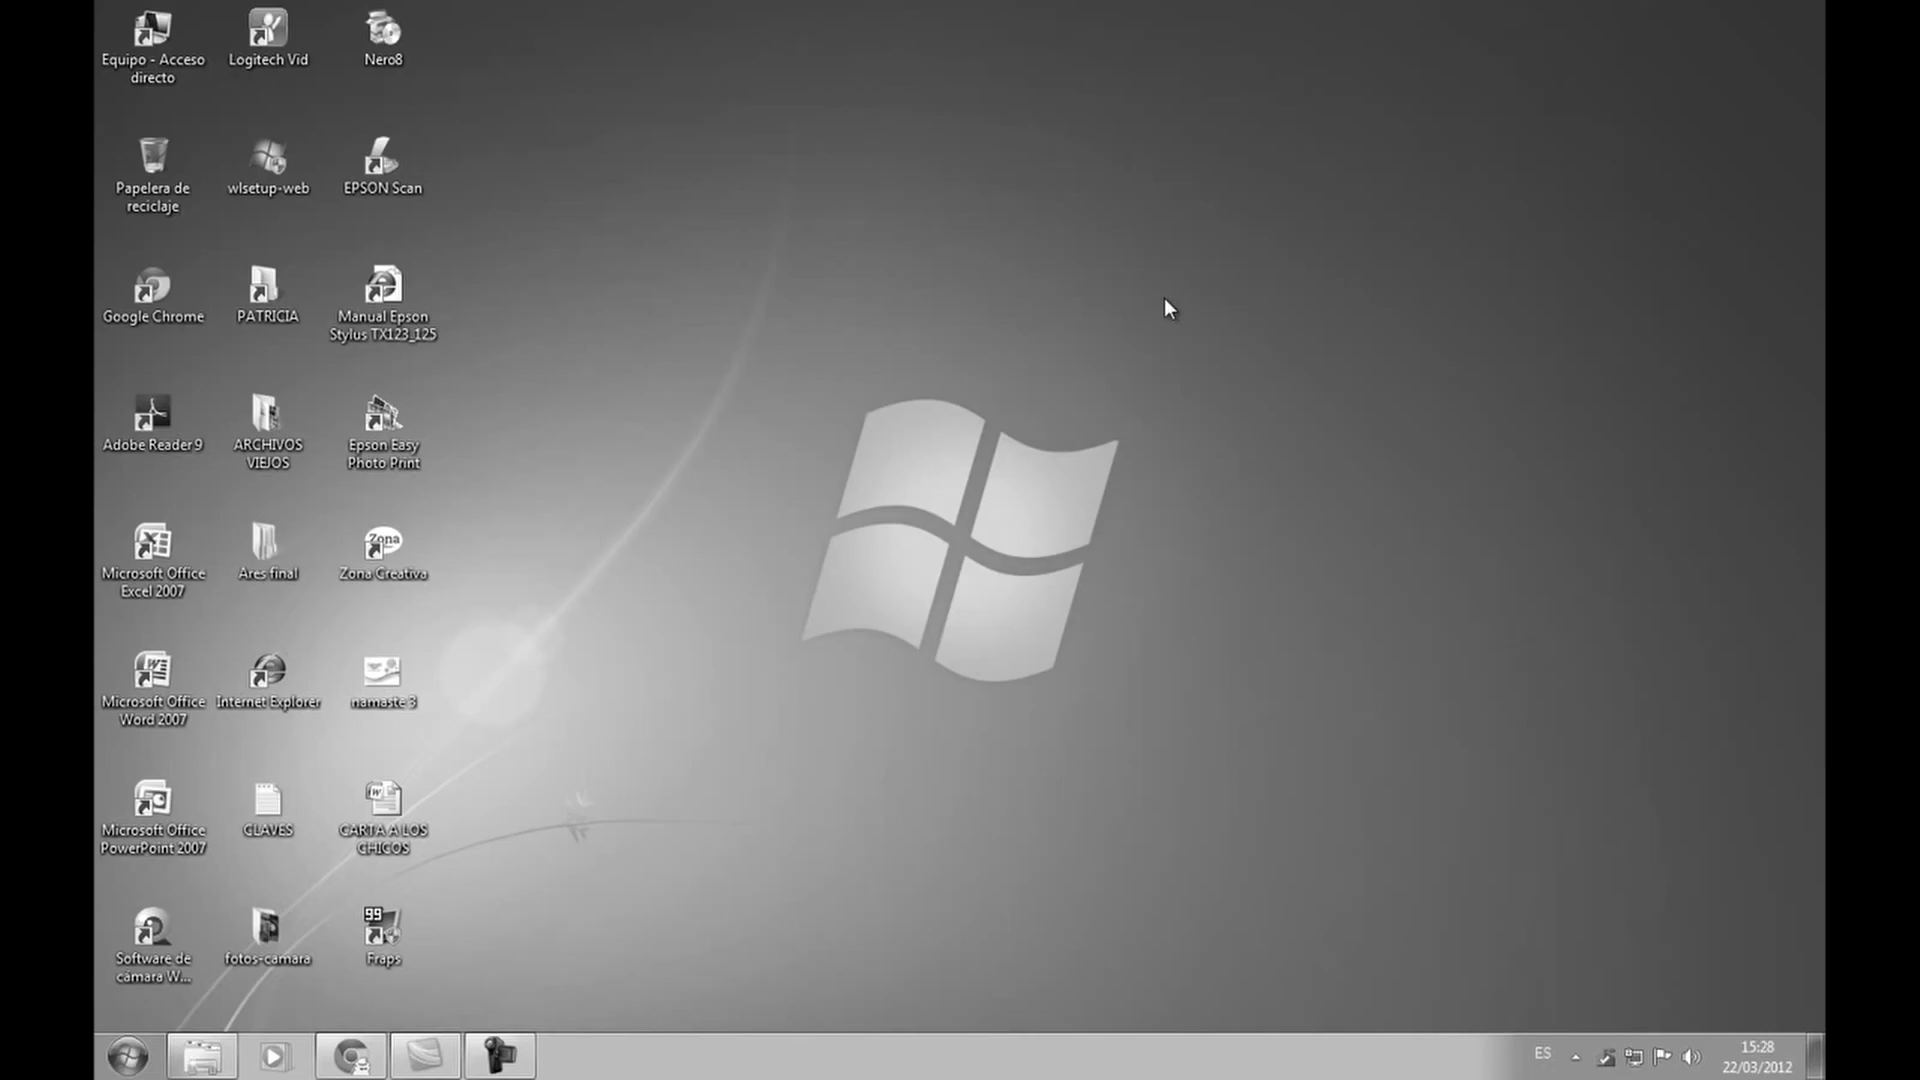 Equipo - Acceso
directo
Logitech Vid
Nero8
Papelera de
reciclaje
wlsetup-web
EPSON Scan
Google Chrome
PATRICIA
Manual Epson
Stylus TX123_125
Adobe Reader 9
ARCHIVOS
VIEJOS
Epson Easy
Photo Print
Microsoft Office
Excel 2007
Ares final
Zona
Zona Creativa
Microsoft Office
Word 2007
Internet Explorer
namaste 3
Microsoft Office
PowerPoint 2007
CLAVES
CARTA A LOS
CHICOS
Software de
cámara W...
fotos-camara
99
Fraps
ES
15:28
22/03/2012